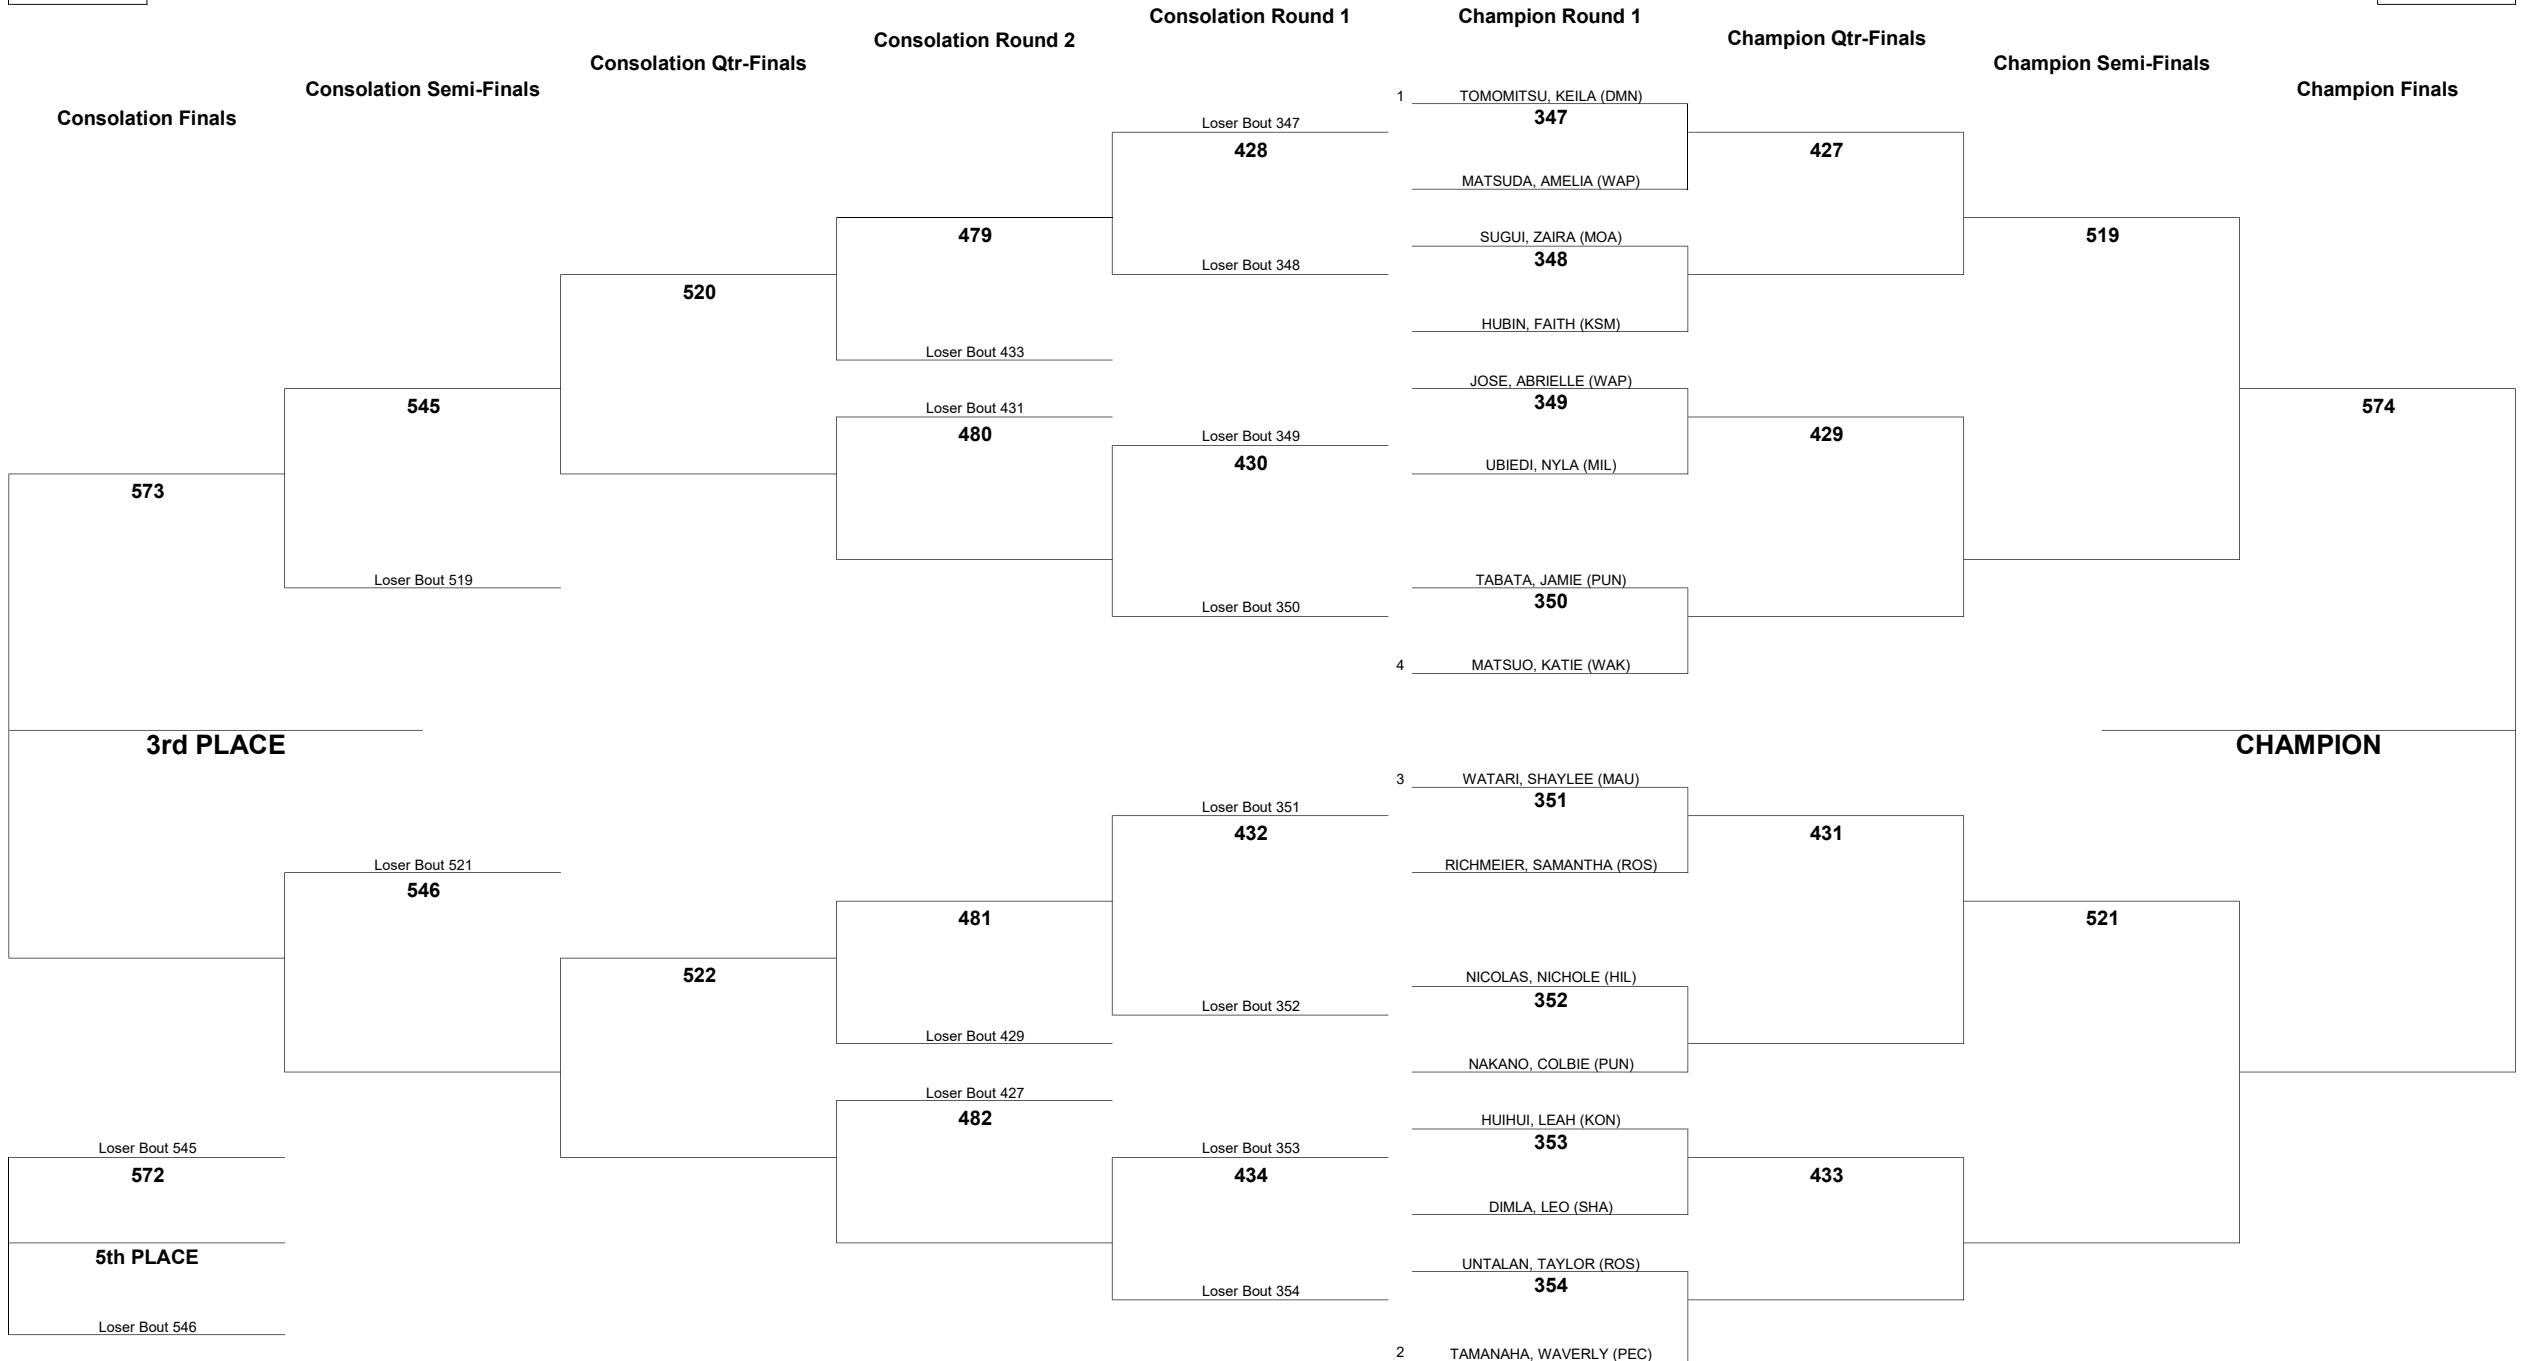 Consolation Round 1
Champion Round 1
Consolation Round 2
Champion Qtr-Finals
Consolation Qtr-Finals
Champion Semi-Finals
Consolation Semi-Finals
Champion Finals
Consolation Finals
1 TOMOMITSU, KEILA (DMN)
347
Loser Bout 347
428
427
MATSUDA, AMELIA (WAP)
479
SUGUI, ZAIRA (MOA)
519
348
Loser Bout 348
520
HUBIN, FAITH (KSM)
Loser Bout 433
JOSE, ABRIELLE (WAP)
545
Loser Bout 431
349
574
480
Loser Bout 349
429
430
UBIEDI, NYLA (MIL)
573
Loser Bout 519
TABATA, JAMIE (PUN)
350
Loser Bout 350
4 MATSUO, KATIE (WAK)
3rd PLACE
CHAMPION
3 WATARI, SHAYLEE (MAU)
351
Loser Bout 351
432
431
Loser Bout 521
RICHMEIER, SAMANTHA (ROS)
546
481
521
522
NICOLAS, NICHOLE (HIL)
352
Loser Bout 352
Loser Bout 429
NAKANO, COLBIE (PUN)
Loser Bout 427
482
HUIHUI, LEAH (KON)
353
Loser Bout 545
Loser Bout 353
572
434
433
DIMLA, LEO (SHA)
5th PLACE
UNTALAN, TAYLOR (ROS)
354
Loser Bout 354
Loser Bout 546
2 TAMANAHA, WAVERLY (PEC)